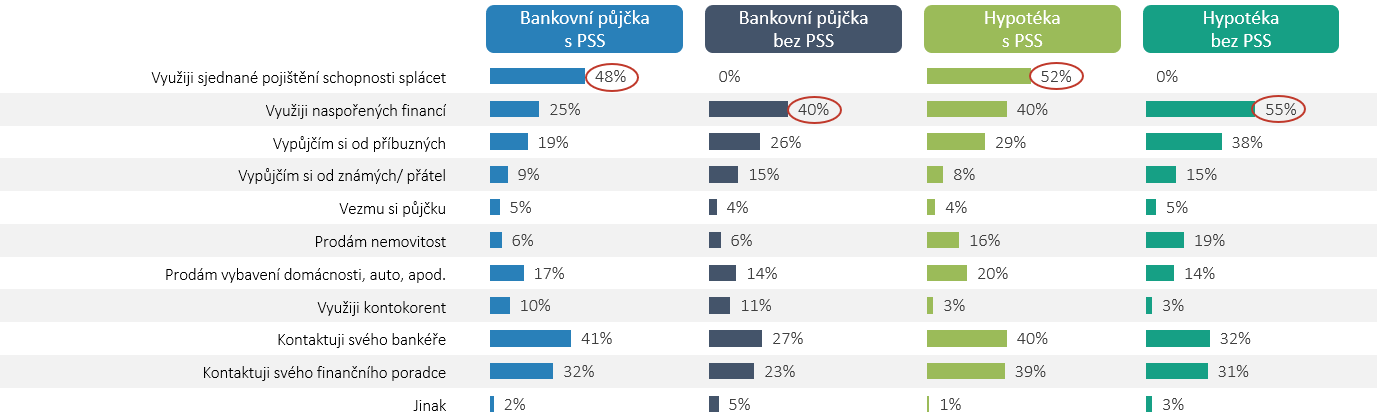 Bankovní půjčka
s PSS
Bankovní půjčka
bez PSS
Hypotéka
s PSS
Hypotéka
bez PSS
Využiji sjednané pojištění schopnosti splácet 48% 0% 52% 0%
Využiji naspořených financí 25% 40% 40% 55%
Vypůjčím si od příbuzných 19% 26% 29% 38%
Vypůjčím si od známých/ přátel 9% 15% 8% 15%
Vezmu si půjčku 5% 4% 4% 5%
Prodám nemovitost 6% 6% 16% 19%
Prodám vybavení domácnosti, auto, apod. 17% 14% 20% 14%
Využiji kontokorent 10% 11% 3% 3%
Kontaktuji svého bankéře 41% 27% 40% 32%
Kontaktuji svého finančního poradce 32% 23% 39% 31%
Jinak 2% 5% 1% 3%